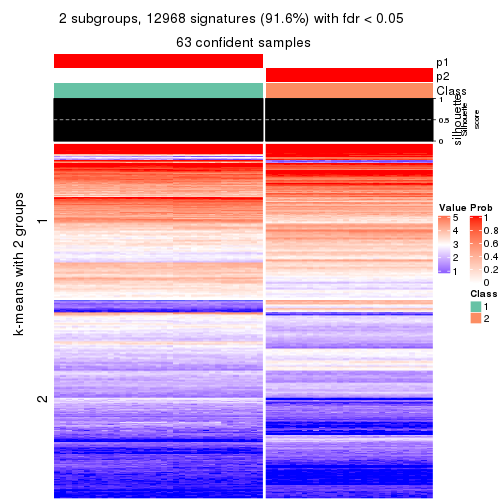 2 subgroups, 12968 signatures (91.6%) with fdr < 0.05
63 confident samples
p1
p2
Class
1
0.5
0
silhouette
Silhouette
score
k-means with 2 groups
1
2
Value
5
4
3
2
1
Prob
1
0.8
0.6
0.4
0.2
0
Class
1
2